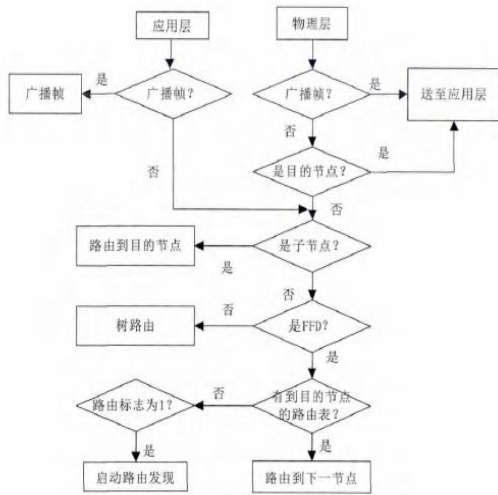 应用层
物理层
广播帧
是
广播帧？
广播帧？
是
送至应用层
否
是目的节点？
是
否
否
路由到目的节点
是子节点？
是
否
树路由
否
是FFD？
是
路由标志为1？
否
有到目的节点
的路由表？
是
是
启动路由发现
路由到下一节点